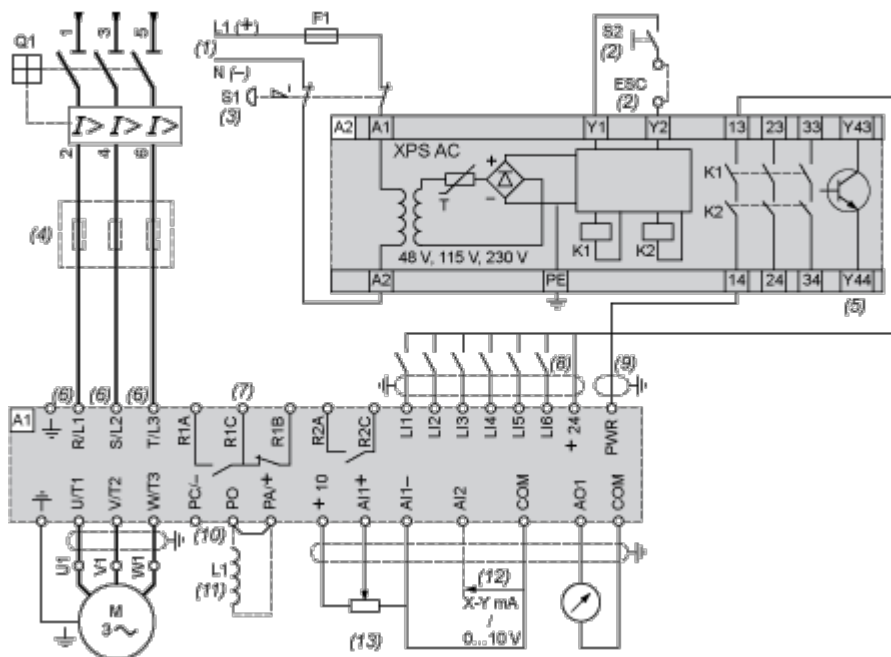 L1 (+) F1
(1)
N (–)
S1
(3)
S2
(2)
ESC
(2)
Q1
1 3 5
I> I> I>
2 4 6
(4)
A2 A1 Y1 Y2 13 23 33 Y43
XPS AC
+
–
T
K1
K2
K1 K2
48 V, 115 V, 230 V
A2 PE 14 24 34 Y44
(5)
(8) (9)
(6) (6) (6) (7)
A1
R/L1 S/L2 T/L3 R1A R1C R1B R2A R2C LI1 LI2 LI3 LI4 LI5 LI6 +24 PWR
U/T1 V/T2 W/T3 PC/– PO PA/+ +10 AI1+ AI1– AI2 COM AO1 COM
(10)
U1 V1 W1
L1
(11)
(12)
X-Y mA
/
0...10 V
(13)
M
3~